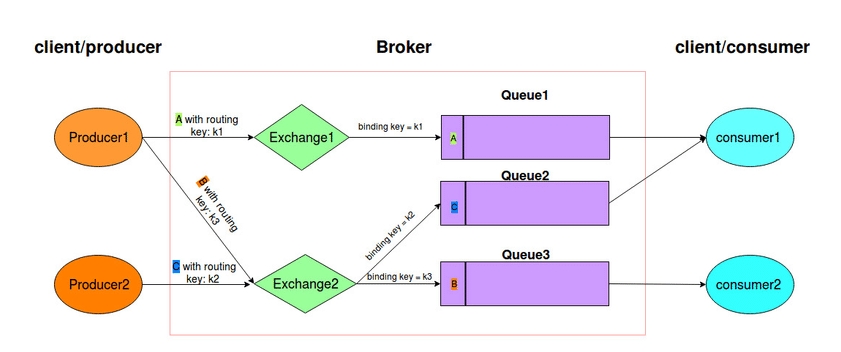 client/producer
Broker
client/consumer
Queue1
A with routing
key: k1
Producer1
Exchange1
binding key = k1
A
consumer1
Queue2
B with routing
key: k3
C
binding key = k2
Queue3
C with routing
key: k2
Producer2
Exchange2
binding key = k3
B
consumer2